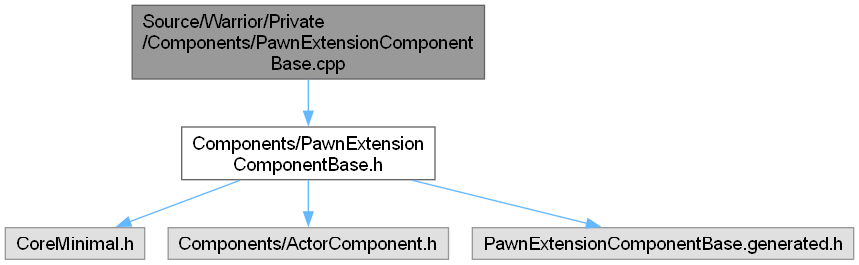 Source/Warrior/Private
/Components/PawnExtensionComponent
Base.cpp
Components/PawnExtension
ComponentBase.h
CoreMinimal.h
Components/ActorComponent.h
PawnExtensionComponentBase.generated.h